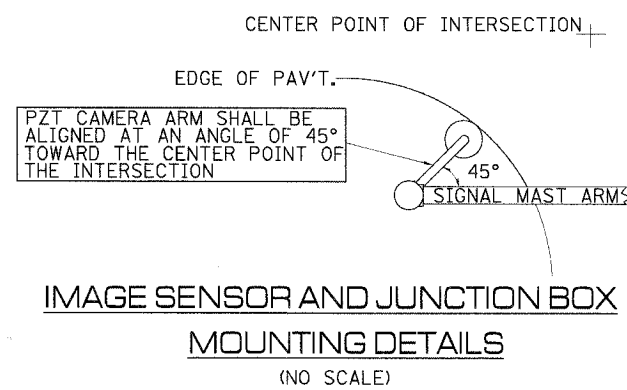 CENTER POINT OF INTERSECTION
EDGE OF PAV'T.
PZT CAMERA ARM SHALL BE
ALIGNED AT AN ANGLE OF 45°
TOWARD THE CENTER POINT OF
THE INTERSECTION
45°
SIGNAL MAST ARMS
IMAGE SENSOR AND JUNCTION BOX
MOUNTING DETAILS
(NO SCALE)